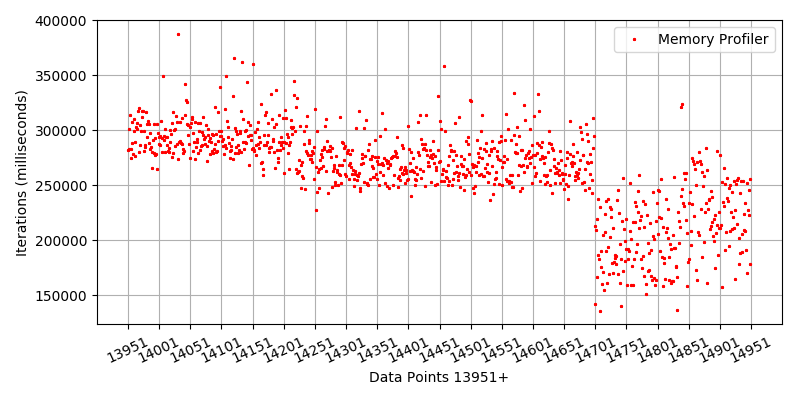 400000
350000
300000
250000
200000
150000
Iterations (milliseconds)
Memory Profiler
13951 14001 14051 14101 14151 14201 14251 14301 14351 14401 14451 14501 14551 14601 14651 14701 14751 14801 14851 14901 14951
Data Points 13951+